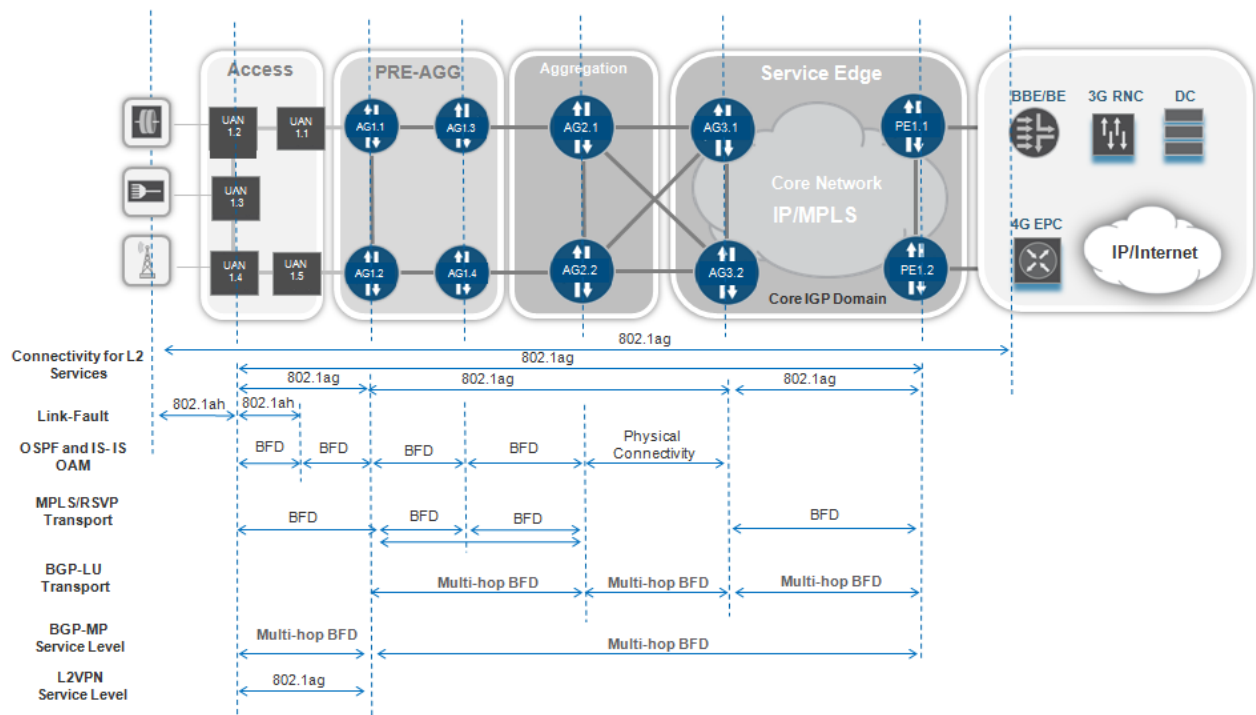 Access
PRE-AGG
Aggregation
Service Edge
BBE/BE
3G RNC
DC
UAN
1.2
UAN
1.1
AG1.1
AG1.3
AG2.1
AG3.1
PE1.1
UAN
1.3
Core Network
IP/MPLS
4G EPC
IP/Internet
UAN
1.4
UAN
1.5
AG1.2
AG1.4
AG2.2
AG3.2
PE1.2
Core IGP Domain
802.1ag
Connectivity for L2
Services
802.1ag
802.1ag
802.1ag
802.1ag
Link-Fault
802.1ah
802.1ah
OSPF and IS-IS
OAM
BFD
BFD
BFD
BFD
Physical
Connectivity
MPLS/RSVP
Transport
BFD
BFD
BFD
BFD
BGP-LU
Transport
Multi-hop BFD
Multi-hop BFD
Multi-hop BFD
BGP-MP
Service Level
Multi-hop BFD
Multi-hop BFD
L2VPN
Service Level
802.1ag